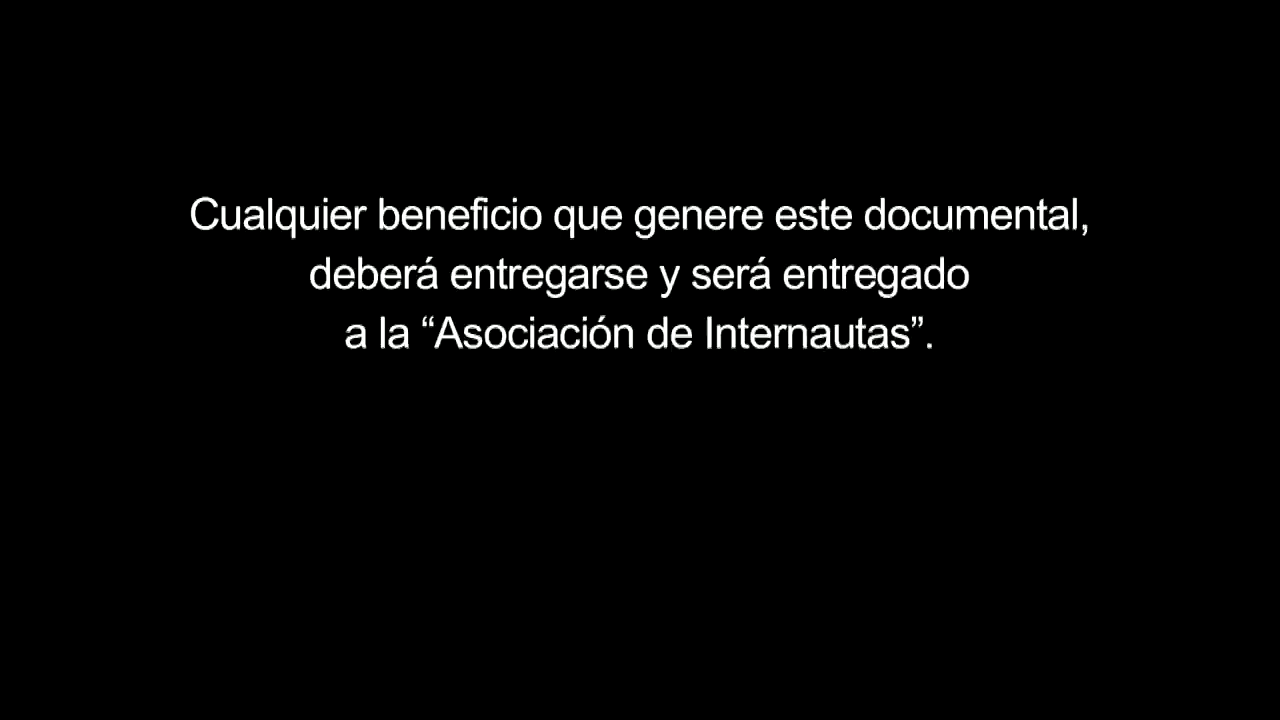 Cualquier beneficio que genere este documental,
deberá entregarse y será entregado
a la “Asociación de Internautas”.